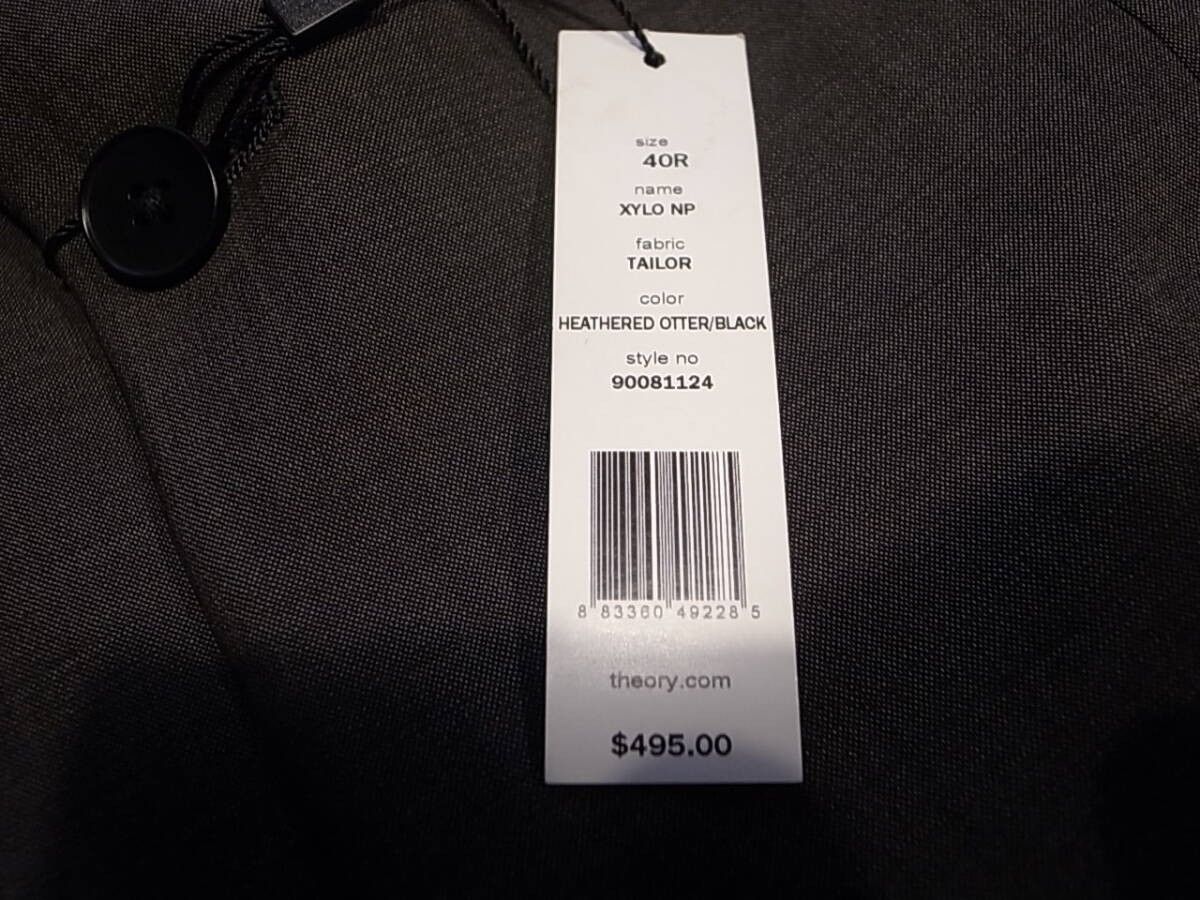 size
40R
name
XYLO NP
fabric
TAILOR
color
HEATHERED OTTER/BLACK
style no
90081124
8 83360 49228 5
theory.com
$495.00